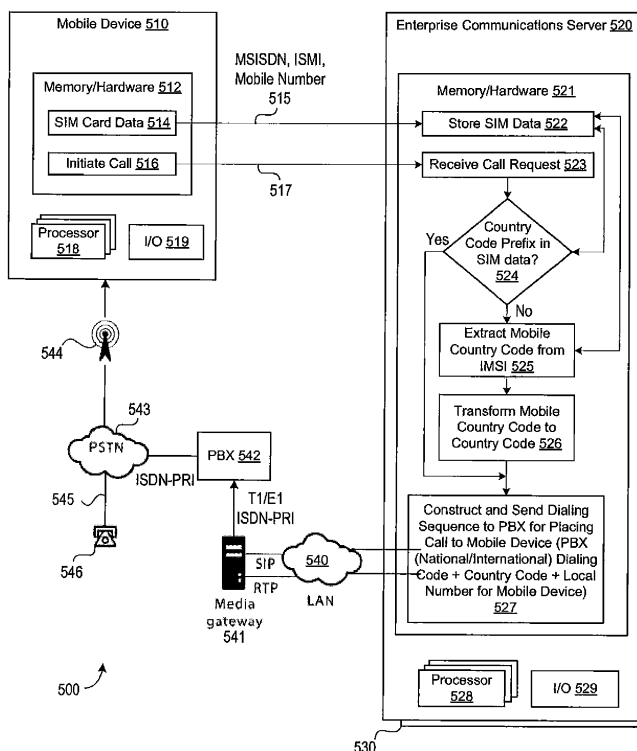 Mobile Device 510
Memory/Hardware 512
SIM Card Data 514
Initiate Call 516
Processor
518
I/O 519
MSISDN, ISMI,
Mobile Number
515
517
Enterprise Communications Server 520
Memory/Hardware 521
Store SIM Data 522
Receive Call Request 523
Country
Code Prefix in
SIM data?
524
Yes
No
Extract Mobile
Country Code from
IMSI 525
Transform Mobile
Country Code to
Country Code 526
Construct and Send Dialing
Sequence to PBX for Placing
Call to Mobile Device (PBX
(National/International) Dialing
Code + Country Code + Local
Number for Mobile Device)
527
Processor
528
I/O 529
530
544
543
PSTN
ISDN-PRI
PBX 542
545
546
T1/E1
ISDN-PRI
SIP
RTP
540
LAN
Media
gateway
541
500